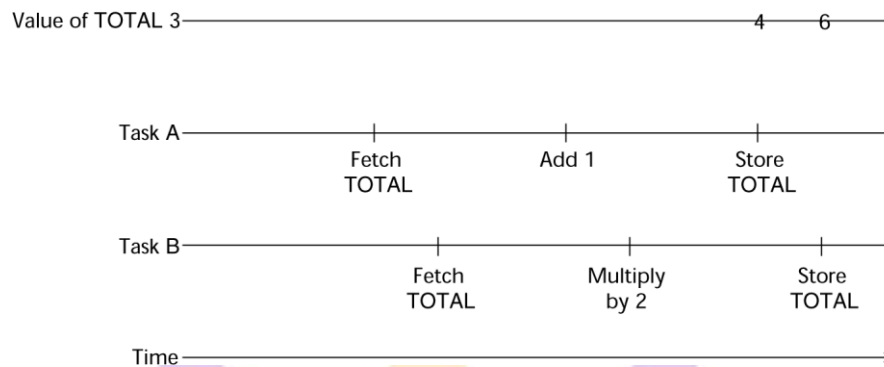 Value of TOTAL 3
4 6
Task A
Fetch Add 1 Store
TOTAL TOTAL
Task B
Fetch Multiply Store
TOTAL by 2 TOTAL
Time